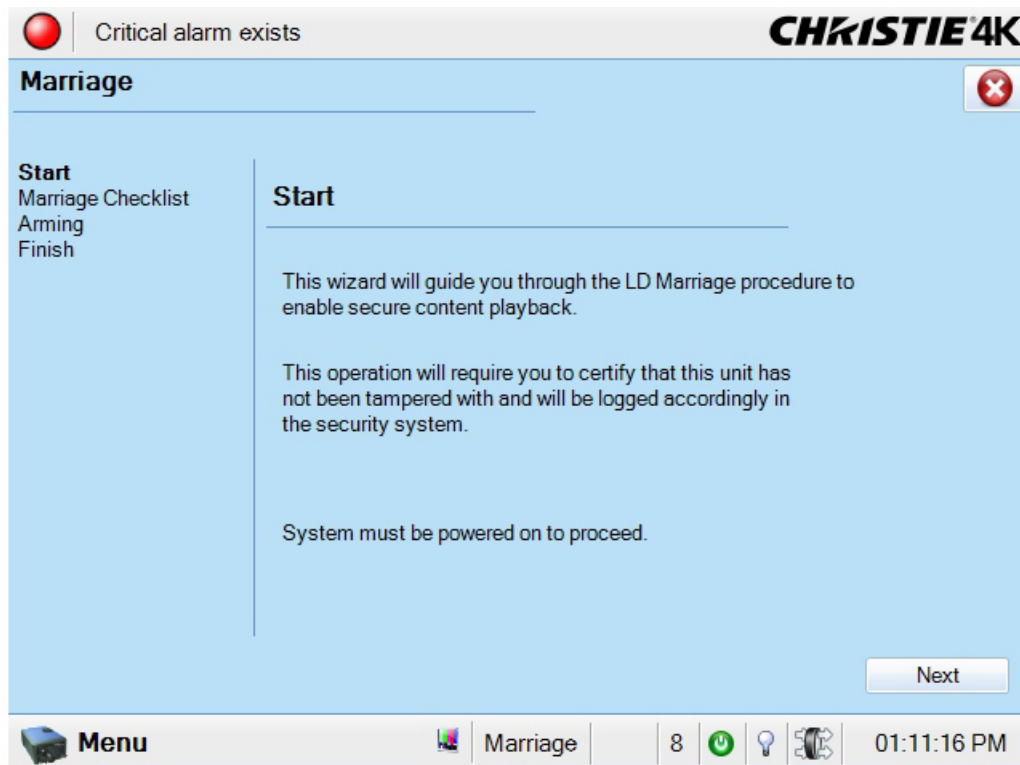 Critical alarm exists
CHRISTIE 4K
Marriage
Start
Marriage Checklist
Arming
Finish
Start
This wizard will guide you through the LD Marriage procedure to
enable secure content playback.
This operation will require you to certify that this unit has
not been tampered with and will be logged accordingly in
the security system.
System must be powered on to proceed.
Next
Menu
Marriage
8
01:11:16 PM